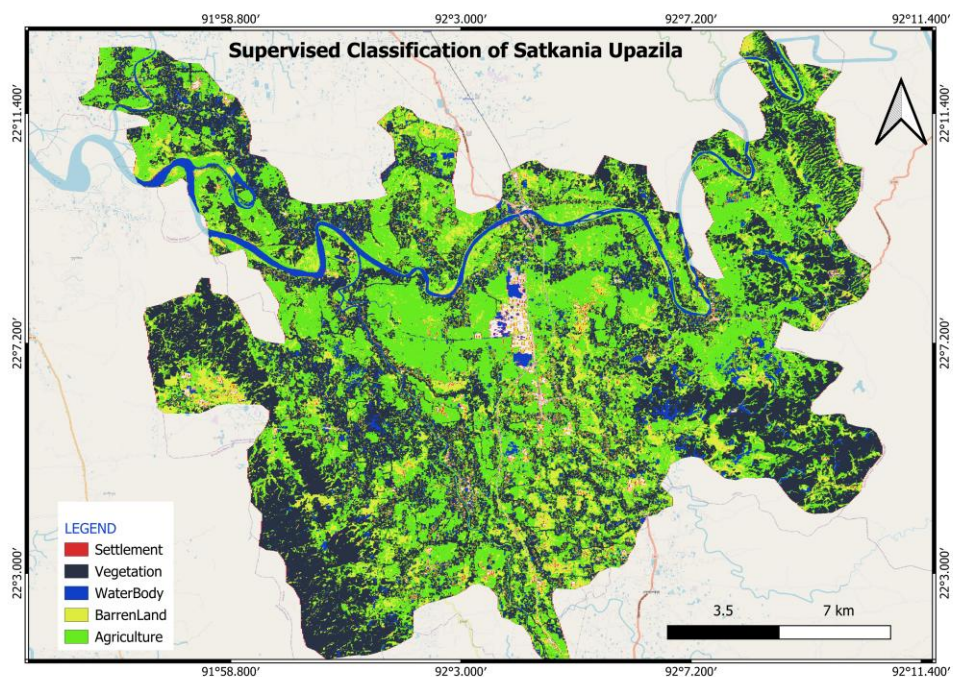 91°58.800' 92°3.000' 92°7.200' 92°11.400'
Supervised Classification of Satkania Upazila
22°11.400' 22°11.400'
22°7.200' 22°7.200'
LEGEND
Settlement
Vegetation
WaterBody
BarrenLand
Agriculture
22°3.000' 22°3.000'
3.5 7 km
91°58.800' 92°3.000' 92°7.200' 92°11.400'